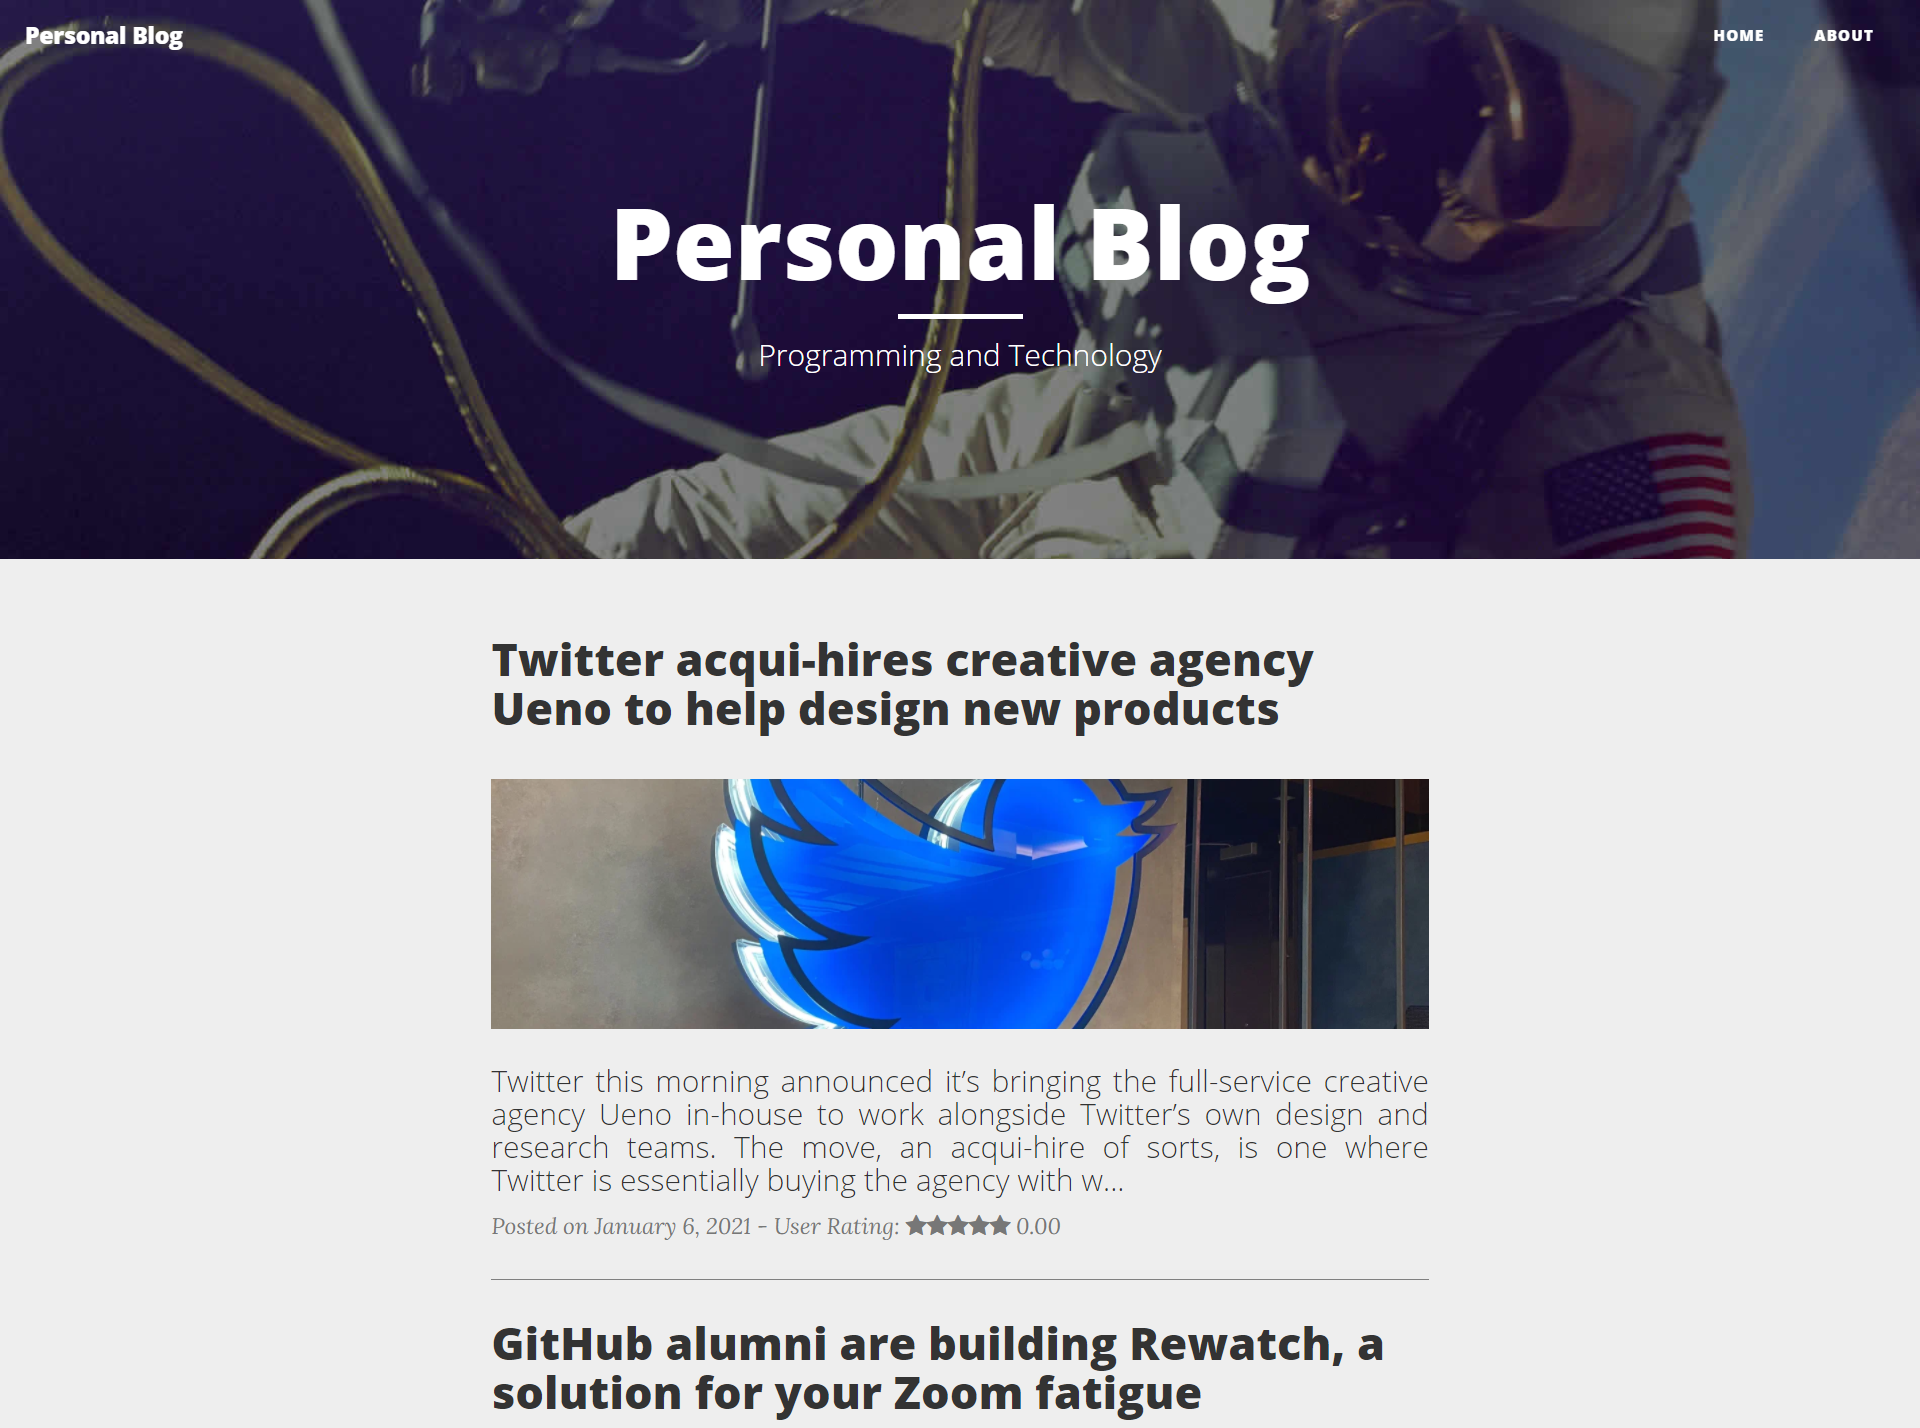 Personal Blog
HOME ABOUT
Personal Blog
Programming and Technology
Twitter acqui-hires creative agency
Ueno to help design new products
Twitter this morning announced it’s bringing the full-service creative
agency Ueno in-house to work alongside Twitter’s own design and
research teams. The move, an acqui-hire of sorts, is one where
Twitter is essentially buying the agency with w...
Posted on January 6, 2021 - User Rating: ★★★★★ 0.00
GitHub alumni are building Rewatch, a
solution for your Zoom fatigue